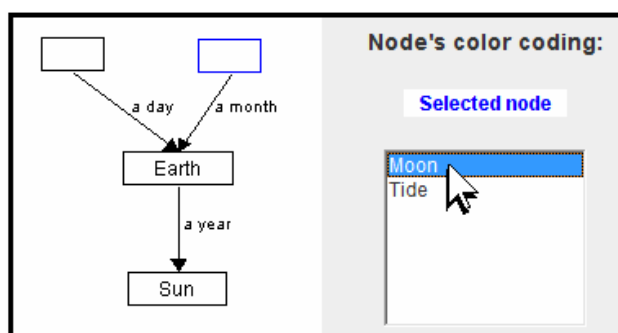 a day
a month
Earth
a year
Sun
Node's color coding:
Selected node
Moon
Tide